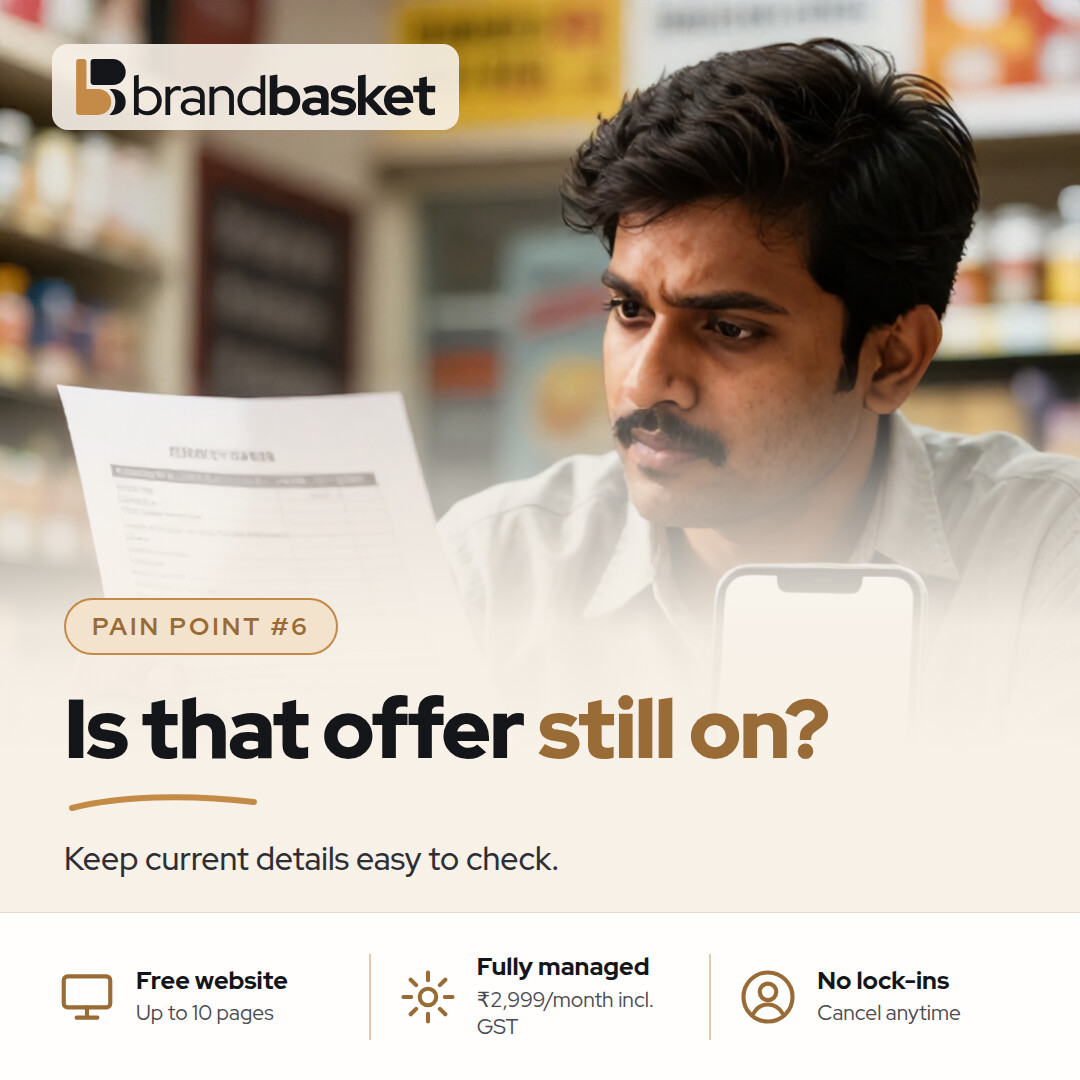 brandbasket
PAIN POINT #6
Is that offer still on?
Keep current details easy to check.
Free website
Up to 10 pages
Fully managed
₹2,999/month incl.
GST
No lock-ins
Cancel anytime